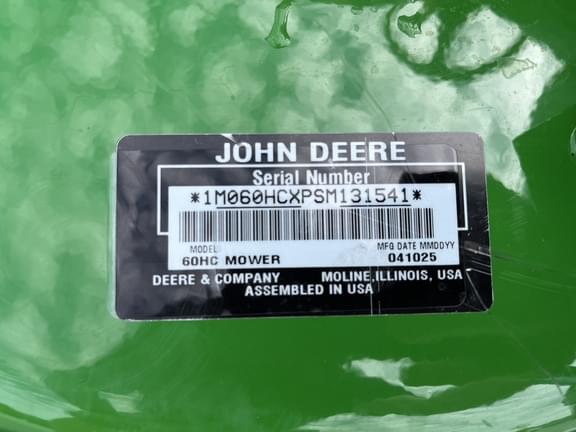 JOHN DEERE
Serial Number
*1M060HCXPSM131541*
MODEL MFG DATE MMDDYY
60HC MOWER 041025
DEERE & COMPANY MOLINE, ILLINOIS, USA
ASSEMBLED IN USA